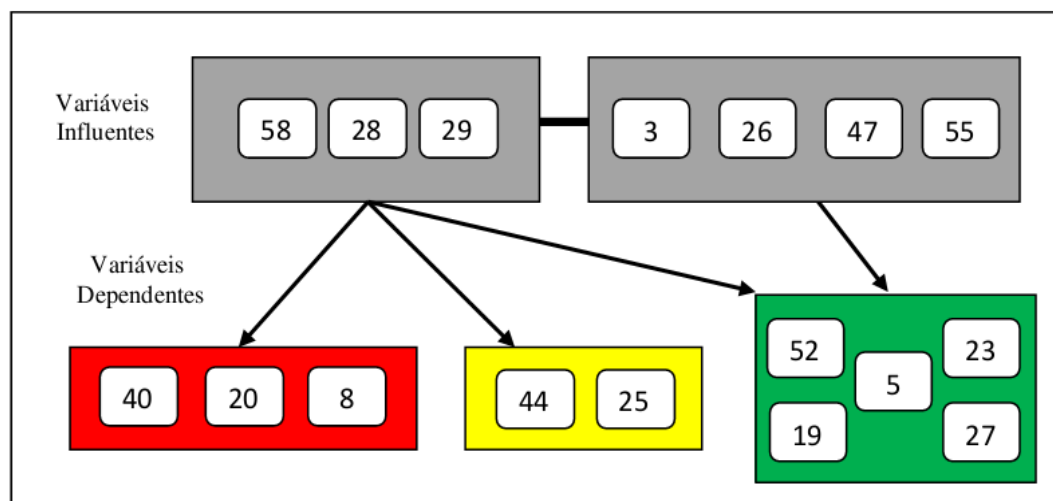 Variáveis
Influentes
58 28 29
3 26 47 55
Variáveis
Dependentes
40 20 8
44 25
52 23
5
19 27